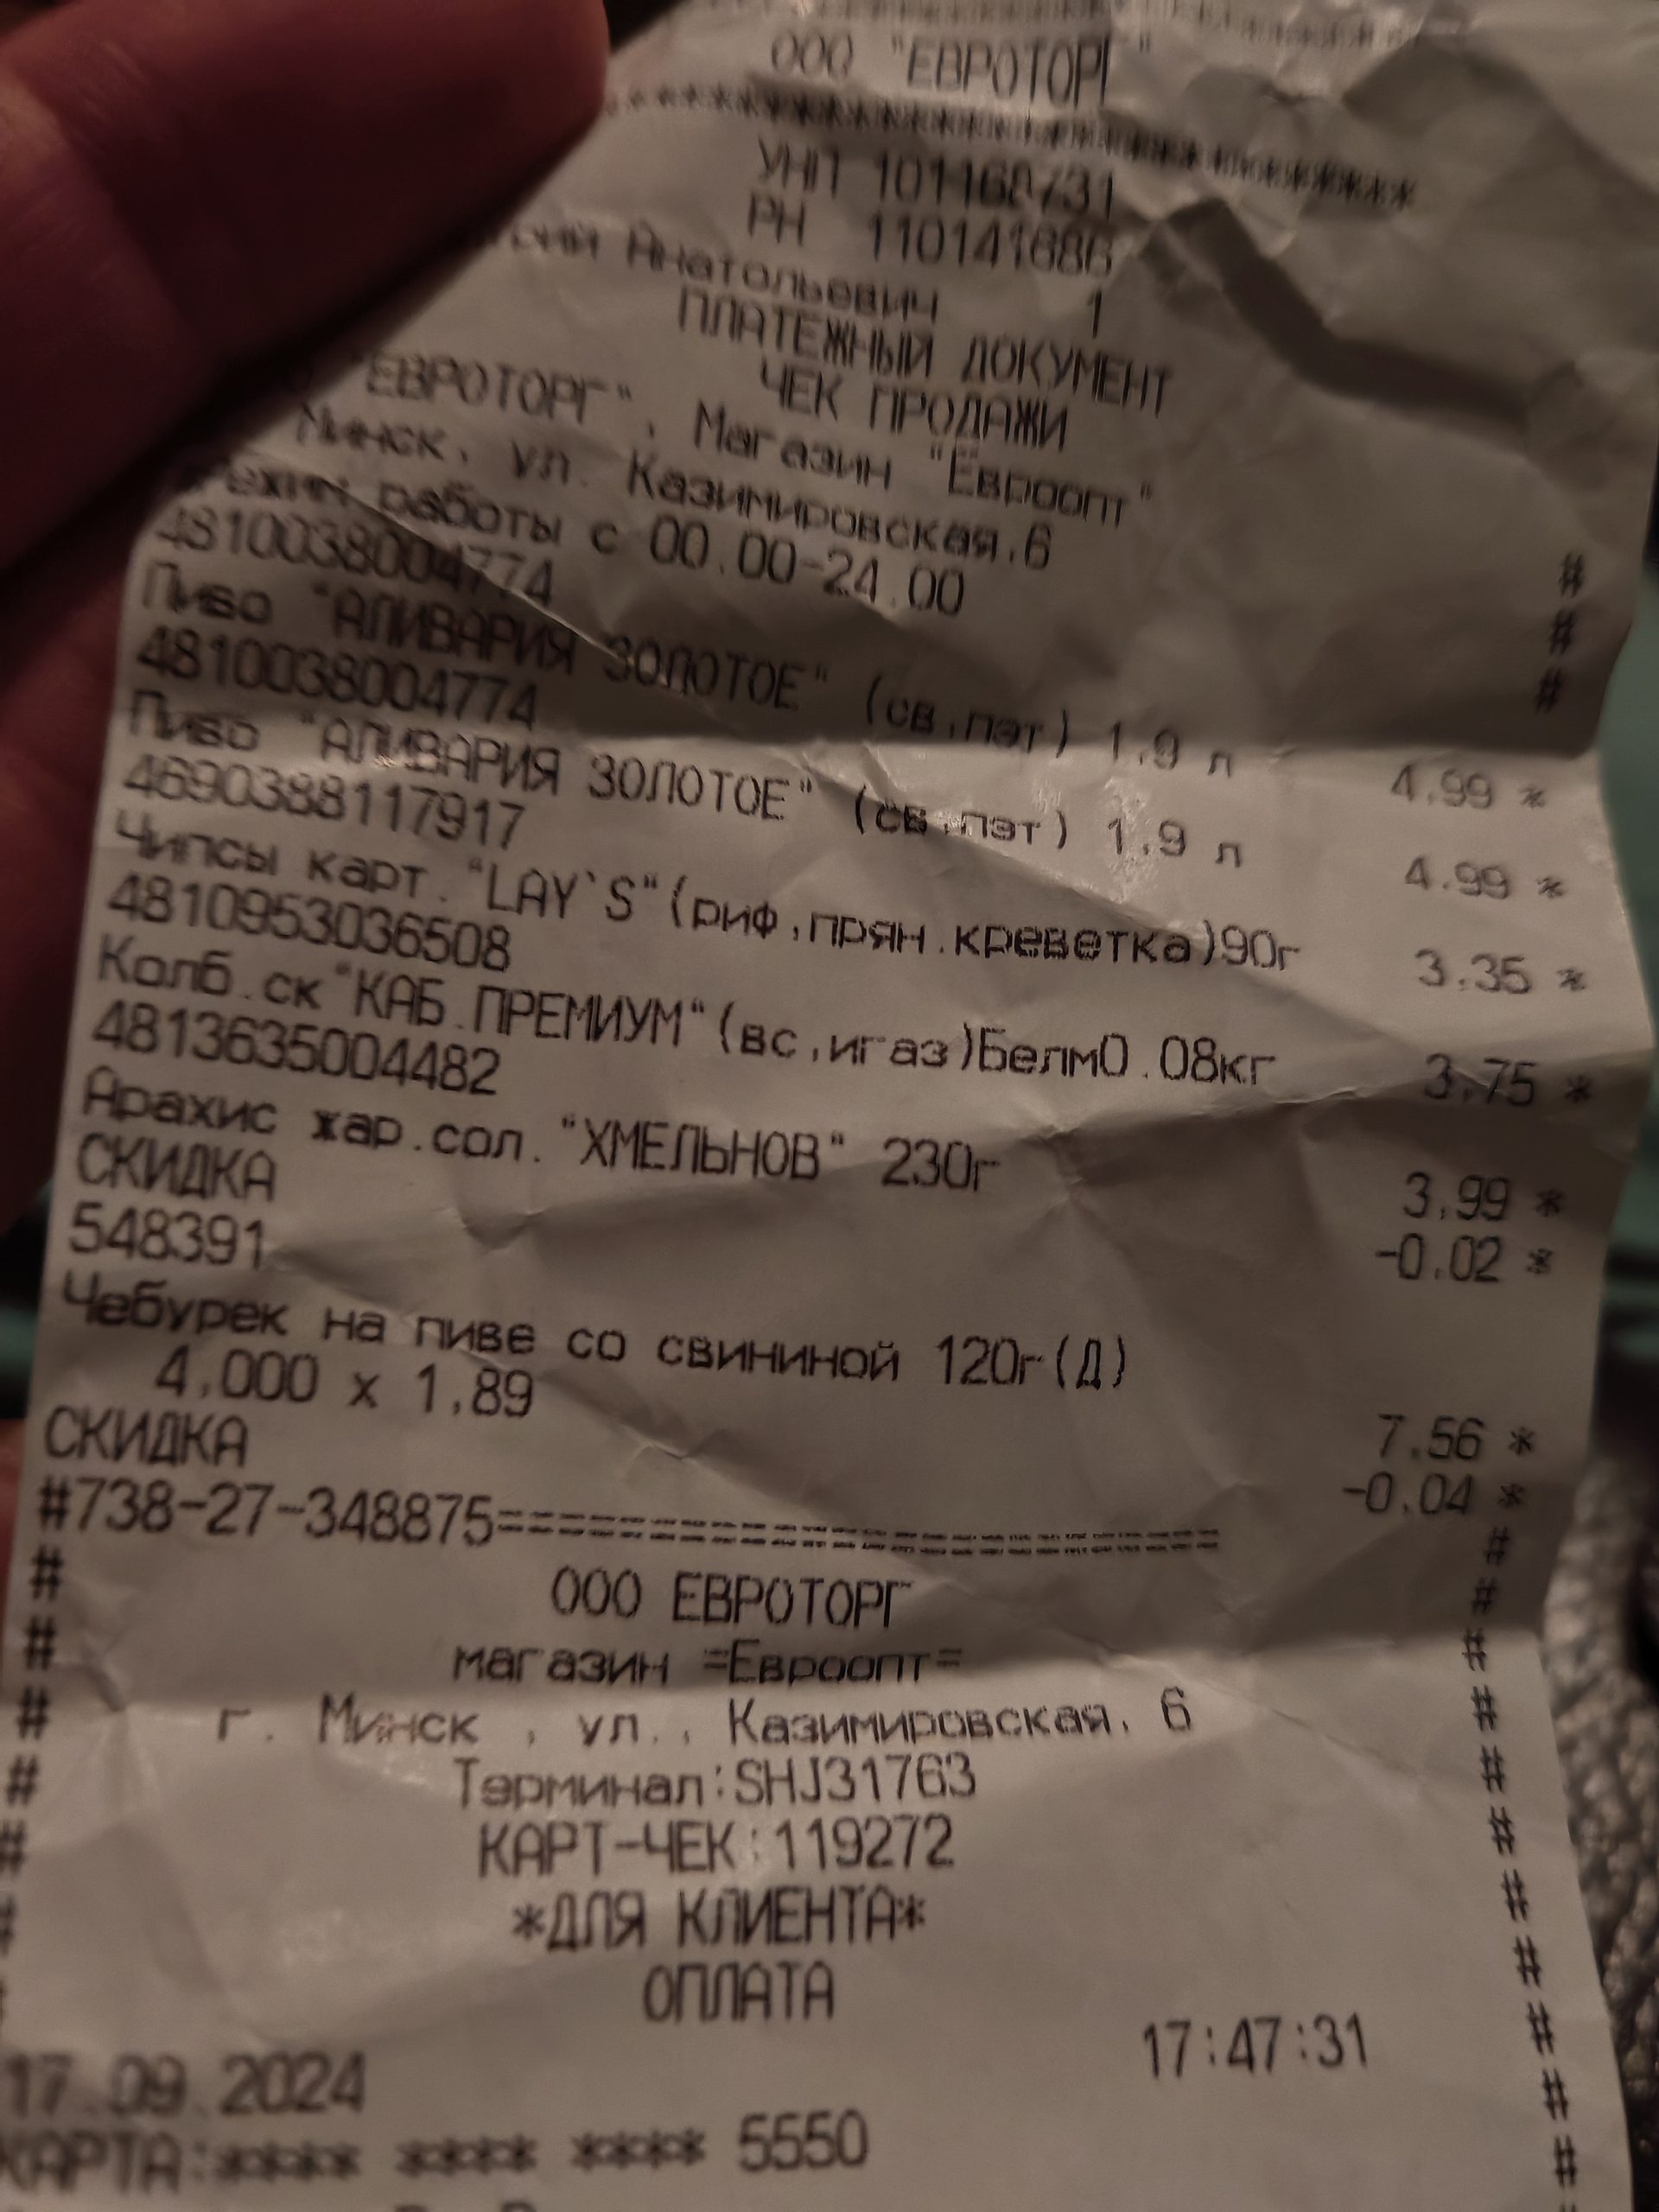 ООО "ЕВРОТОРГ"
************************
УНП 101168731
РН 110141686
Анатольевич 1
ПЛАТЕЖНЫЙ ДОКУМЕНТ
ЧЕК ПРОДАЖИ
"ЕВРОТОРГ", Магазин "Евроопт"
Минск, ул. Казимировская,6 #
работы с 00.00-24.00 #
4810038004774 #
Пиво "АЛИВАРИЯ ЗОЛОТОЕ" (св,пэт) 1,9 л 4.99 *
4810038004774
Пиво "АЛИВАРИЯ ЗОЛОТОЕ" (св,пэт) 1,9 л 4.99 *
4690388117917
Чипсы карт. "LAY`S"(риф,прян.креветка)90г 3.35 *
4810953036508
Колб.ск"КАБ.ПРЕМИУМ"(вс,игаз)Белм0.08кг 3.75 *
4813635004482
Арахис жар.сол. "ХМЕЛЬНОВ" 230г 3.99 *
СКИДКА -0.02 *
548391
Чебурек на пиве со свининой 120г(Д)
4,000 x 1,89 7.56 *
СКИДКА -0.04 *
#738-27-348875======================== #
# ООО ЕВРОТОРГ #
# магазин =Евроопт= #
# г. Минск , ул., Казимировская, 6 #
# Терминал:SHJ31763 #
# КАРТ-ЧЕК:119272 #
# *ДЛЯ КЛИЕНТА* #
# ОПЛАТА #
17.09.2024 17:47:31 #
КАРТА:**** **** **** 5550 #